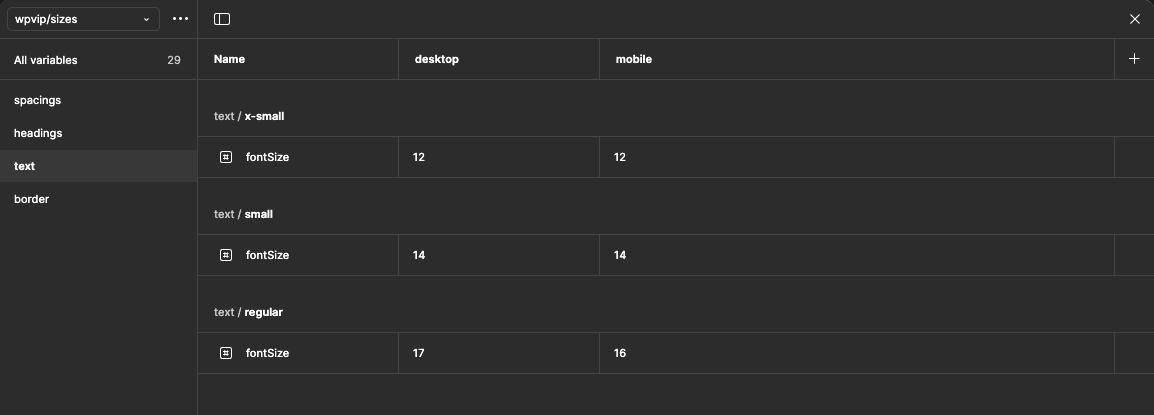 wpvip/sizes
All variables 29
Name desktop mobile
spacings
headings
text
border
text / x-small
fontSize 12 12
text / small
fontSize 14 14
text / regular
fontSize 17 16